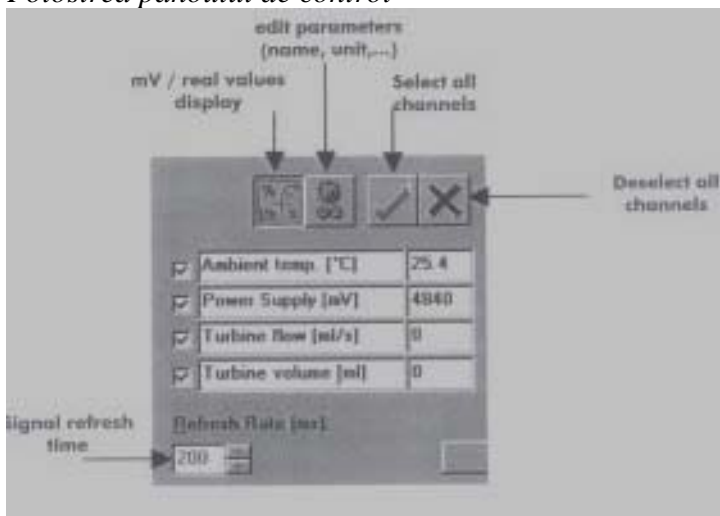 Folosirea panoului de control
edit parameters
(name, unit,...)
mV / real values
display
Select all
channels
Deselect all
channels
Ambient temp. [°C] 25.4
Power Supply [mV] 4840
Turbine flow [ml/s] 0
Turbine volume [ml] 0
Signal refresh
time
Refresh Rate [ms]
200